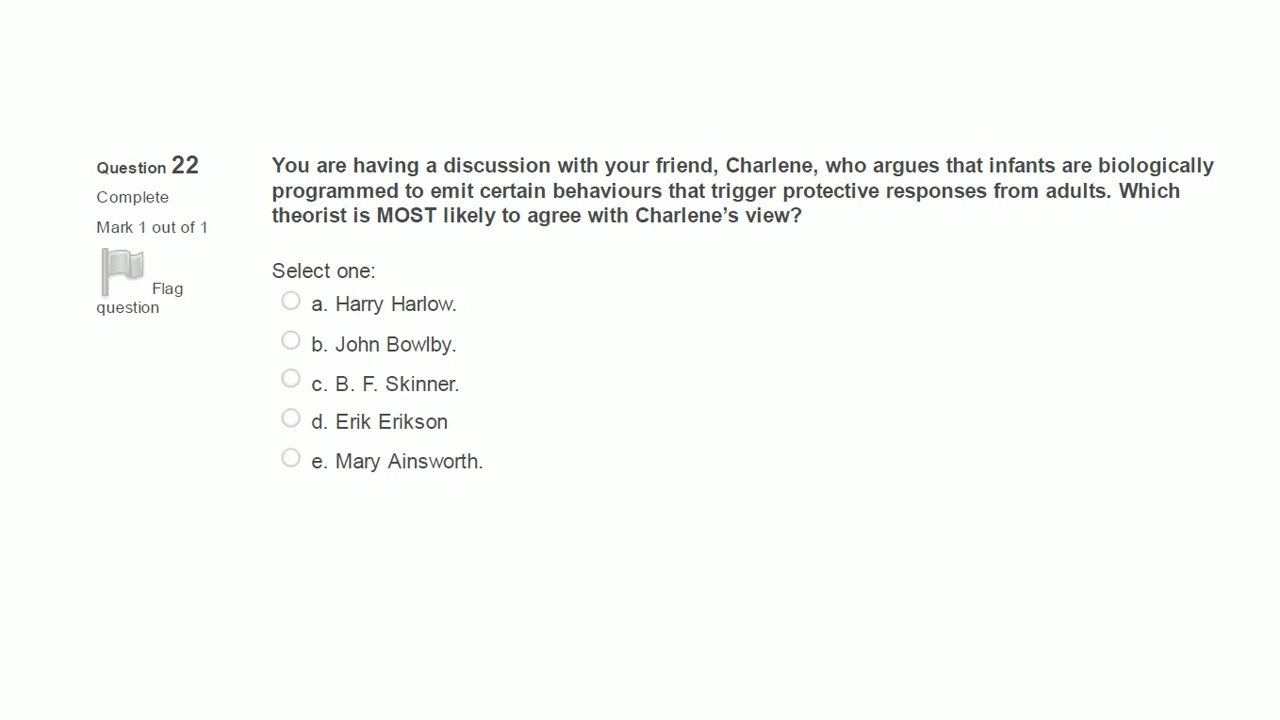 Question 22
Complete
Mark 1 out of 1
Flag
question
You are having a discussion with your friend, Charlene, who argues that infants are biologically
programmed to emit certain behaviours that trigger protective responses from adults. Which
theorist is MOST likely to agree with Charlene’s view?
Select one:
a. Harry Harlow.
b. John Bowlby.
c. B. F. Skinner.
d. Erik Erikson
e. Mary Ainsworth.